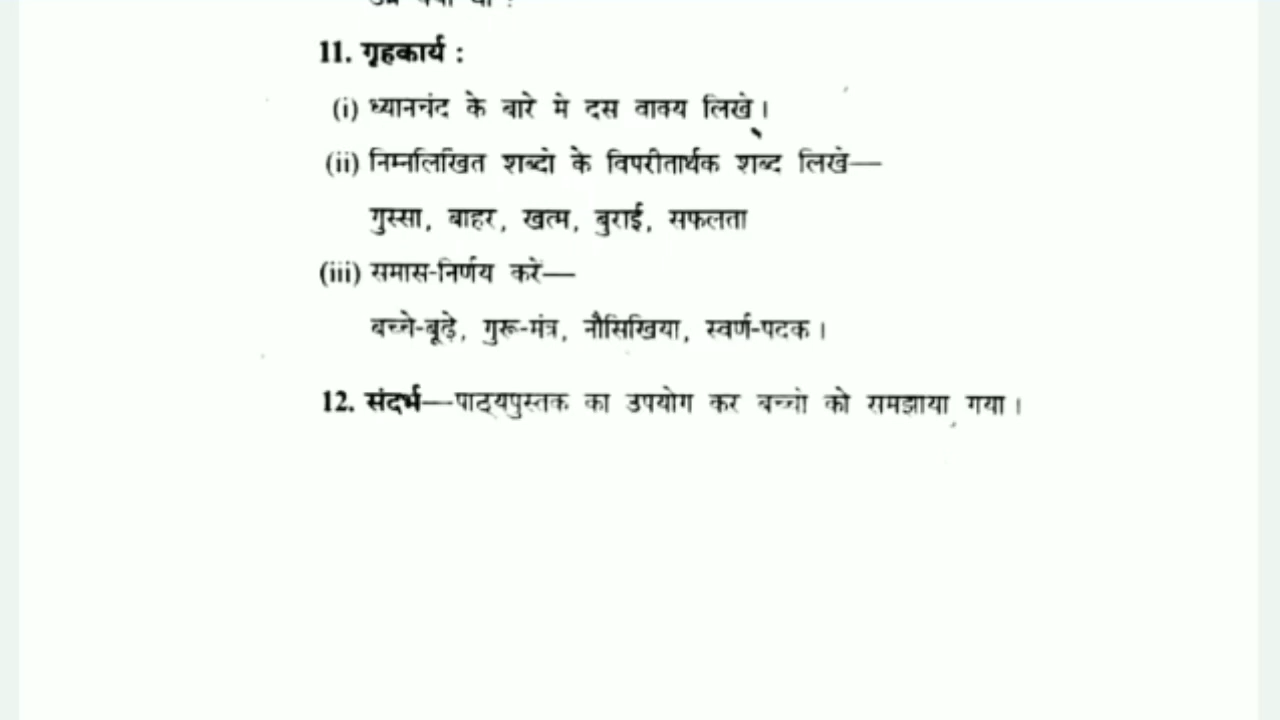 11. गृहकार्य :
(i) ध्यानचंद के बारे मे दस वाक्य लिखे।
(ii) निम्नलिखित शब्दो के विपरीतार्थक शब्द लिखे—
गुस्सा, बाहर, खत्म, बुराई, सफलता
(iii) समास-निर्णय करें—
बच्चे-बूढ़े, गुरू-मंत्र, नौसिखिया, स्वर्ण-पदक।
12. संदर्भ—पाठ्यपुस्तक का उपयोग कर बच्चो को समझाया गया।